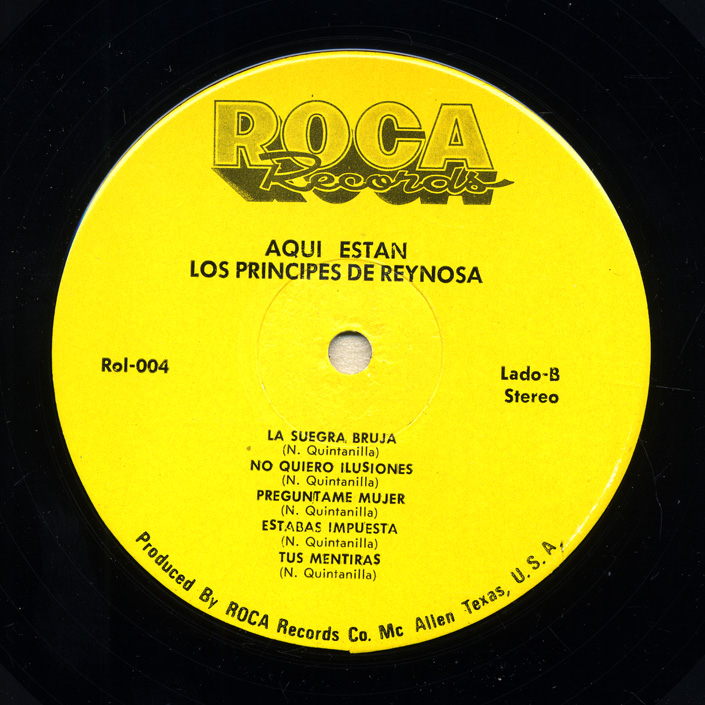 ROCA
Records
AQUI ESTAN
LOS PRINCIPES DE REYNOSA
Rol-004
Lado-B
Stereo
LA SUEGRA BRUJA
(N. Quintanilla)
NO QUIERO ILUSIONES
(N. Quintanilla)
PREGUNTAME MUJER
(N. Quintanilla)
ESTABAS IMPUESTA
(N. Quintanilla)
TUS MENTIRAS
(N. Quintanilla)
Produced By ROCA Records Co. Mc Allen Texas, U. S. A,